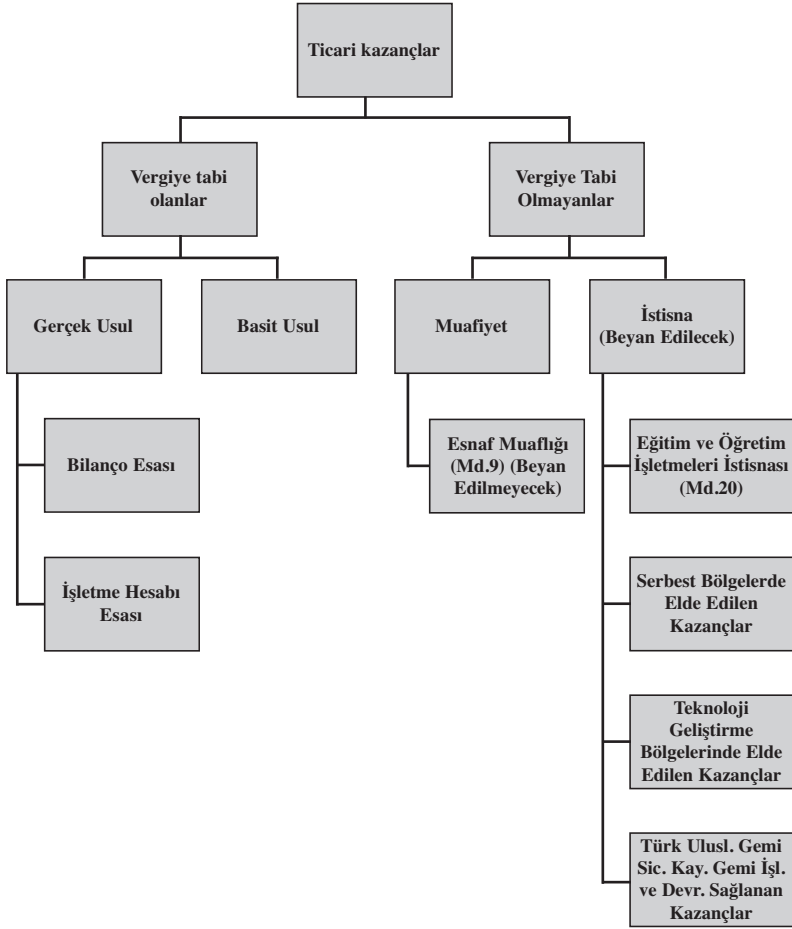 Ticari kazançlar
Vergiye tabi
olanlar
Vergiye Tabi
Olmayanlar
Gerçek Usul
Basit Usul
Muafiyet
İstisna
(Beyan Edilecek)
Bilanço Esası
İşletme Hesabı
Esası
Esnaf Muaflığı
(Md.9) (Beyan
Edilmeyecek)
Eğitim ve Öğretim
İşletmeleri İstisnası
(Md.20)
Serbest Bölgelerde
Elde Edilen
Kazançlar
Teknoloji
Geliştirme
Bölgelerinde Elde
Edilen Kazançlar
Türk Ulusl. Gemi
Sic. Kay. Gemi İşl.
ve Devr. Sağlanan
Kazançlar